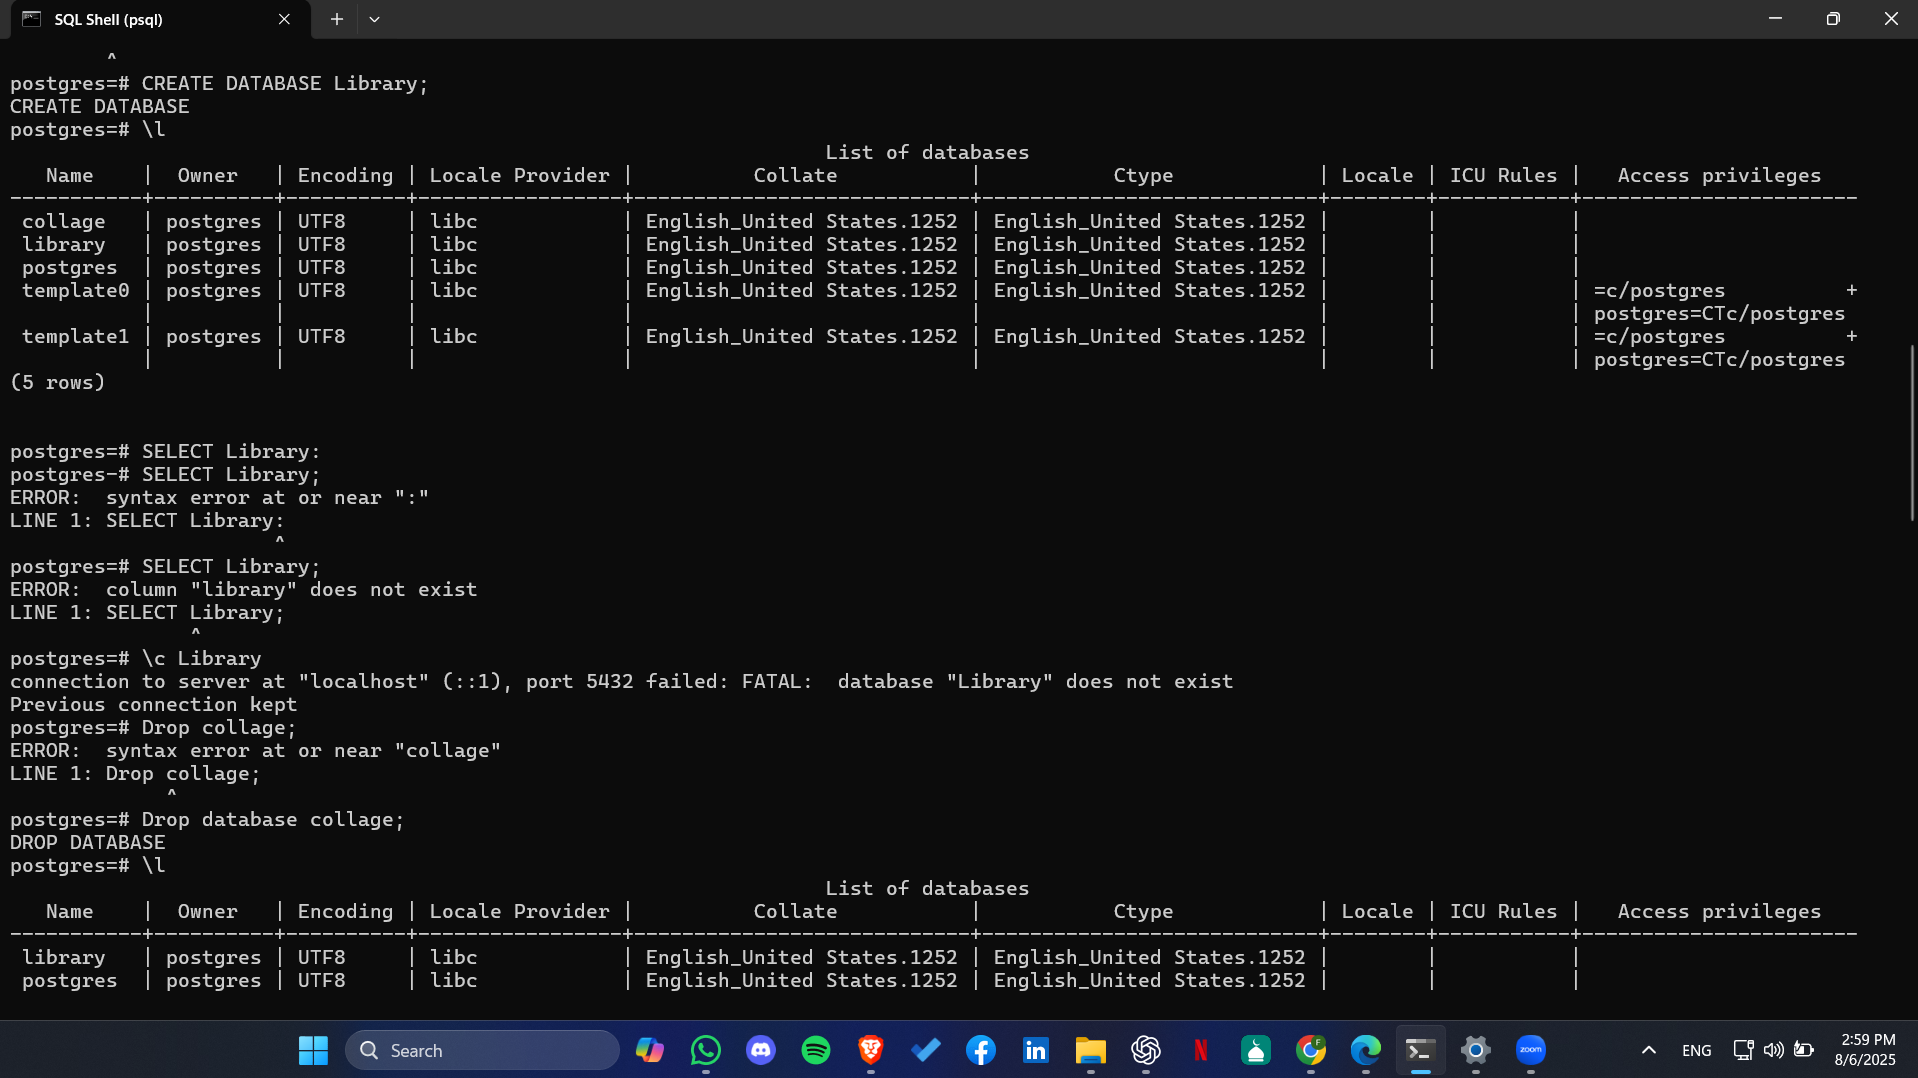 SQL Shell (psql)
^
postgres=# CREATE DATABASE Library;
CREATE DATABASE
postgres=# \l
List of databases
Name | Owner | Encoding | Locale Provider | Collate | Ctype | Locale | ICU Rules | Access privileges
-----------+----------+----------+-----------------+----------------------------+----------------------------+--------+-----------+-----------------------
collage | postgres | UTF8 | libc | English_United States.1252 | English_United States.1252 | | |
library | postgres | UTF8 | libc | English_United States.1252 | English_United States.1252 | | |
postgres | postgres | UTF8 | libc | English_United States.1252 | English_United States.1252 | | |
template0 | postgres | UTF8 | libc | English_United States.1252 | English_United States.1252 | | | =c/postgres +
| | | | | | | | postgres=CTc/postgres
template1 | postgres | UTF8 | libc | English_United States.1252 | English_United States.1252 | | | =c/postgres +
| | | | | | | | postgres=CTc/postgres
(5 rows)
postgres=# SELECT Library:
postgres-# SELECT Library;
ERROR:  syntax error at or near ":"
LINE 1: SELECT Library:
^
postgres=# SELECT Library;
ERROR:  column "library" does not exist
LINE 1: SELECT Library;
^
postgres=# \c Library
connection to server at "localhost" (::1), port 5432 failed: FATAL:  database "Library" does not exist
Previous connection kept
postgres=# Drop collage;
ERROR:  syntax error at or near "collage"
LINE 1: Drop collage;
^
postgres=# Drop database collage;
DROP DATABASE
postgres=# \l
List of databases
Name | Owner | Encoding | Locale Provider | Collate | Ctype | Locale | ICU Rules | Access privileges
-----------+----------+----------+-----------------+----------------------------+----------------------------+--------+-----------+-----------------------
library | postgres | UTF8 | libc | English_United States.1252 | English_United States.1252 | | |
postgres | postgres | UTF8 | libc | English_United States.1252 | English_United States.1252 | | |
Search
zoom
ENG
2:59 PM
8/6/2025